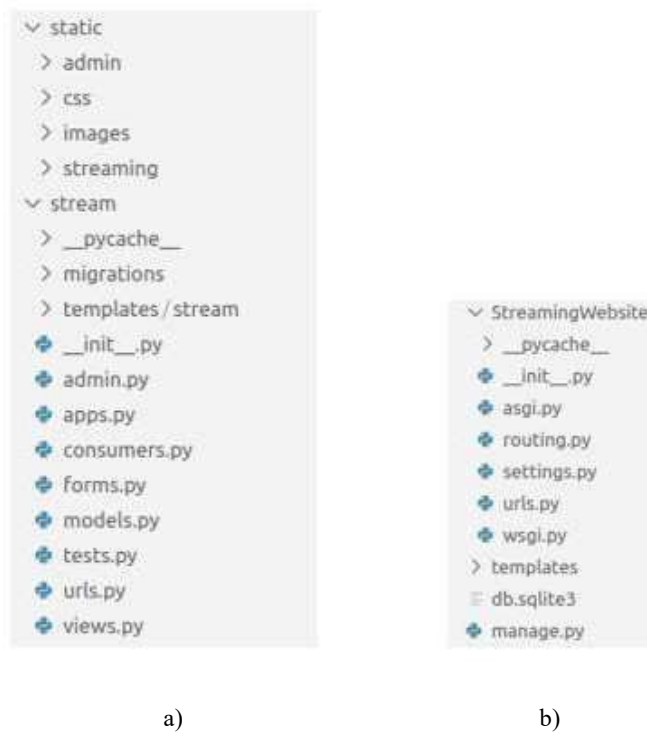 static
admin
css
images
streaming
stream
__pycache__
migrations
templates / stream
__init__.py
admin.py
apps.py
consumers.py
forms.py
models.py
tests.py
urls.py
views.py
a)
StreamingWebsite
__pycache__
__init__.py
asgi.py
routing.py
settings.py
urls.py
wsgi.py
templates
db.sqlite3
manage.py
b)